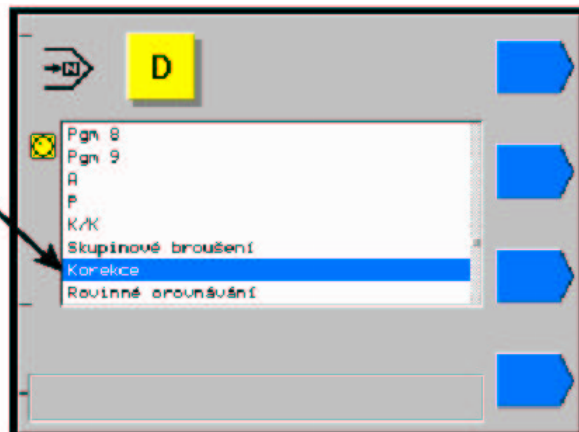 N
D
Pgm 8
Pgm 9
A
P
K/K
Skupinové broušení
Korekce
Rovinné orovnávání